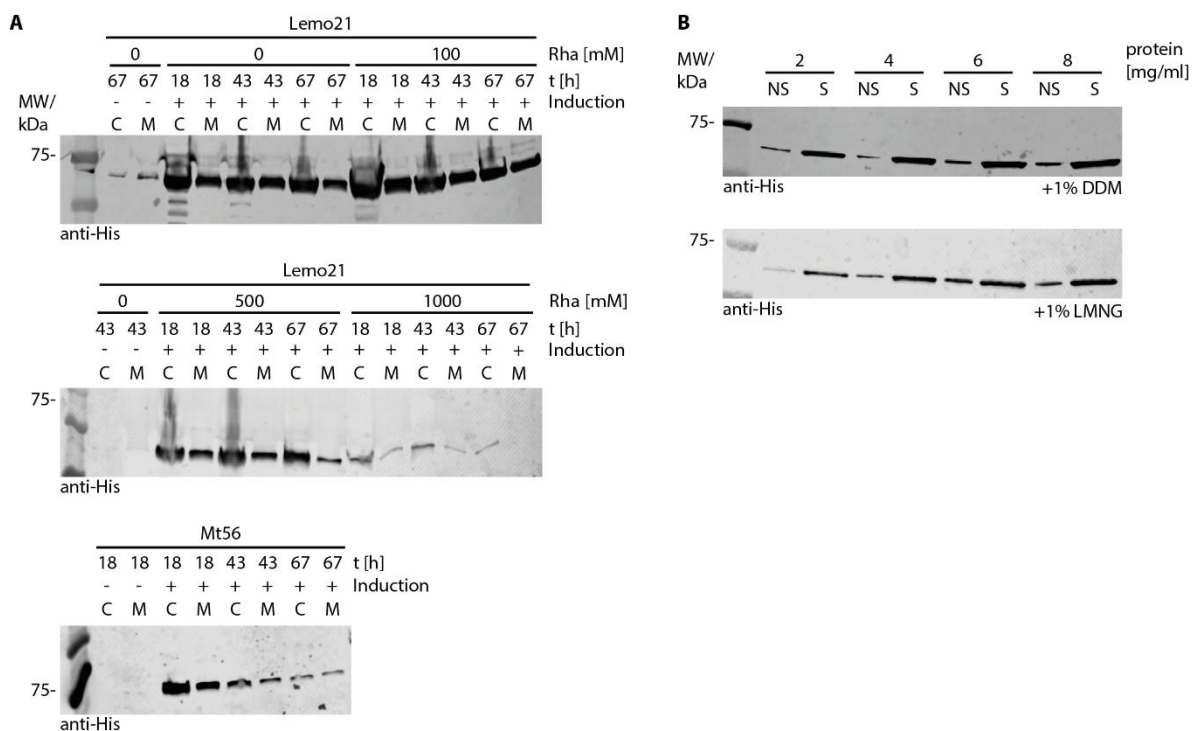 A
Lemo21
0 0 100 Rha [mM]
67 67 18 18 43 43 67 67 18 18 43 43 67 67 t [h]
- - + + + + + + + + + + + + Induction
MW/
kDa
C M C M C M C M C M C M C M
75-
anti-His
Lemo21
0 500 1000 Rha [mM]
43 43 18 18 43 43 67 67 18 18 43 43 67 67 t [h]
- - + + + + + + + + + + + + Induction
C M C M C M C M C M C M C M
75-
anti-His
Mt56
18 18 18 18 43 43 67 67 t [h]
- - + + + + + + Induction
C M C M C M C M
75-
anti-His
B
MW/
kDa
2 4 6 8
protein
[mg/ml]
NS S NS S NS S NS S
75-
anti-His +1% DDM
75-
anti-His +1% LMNG